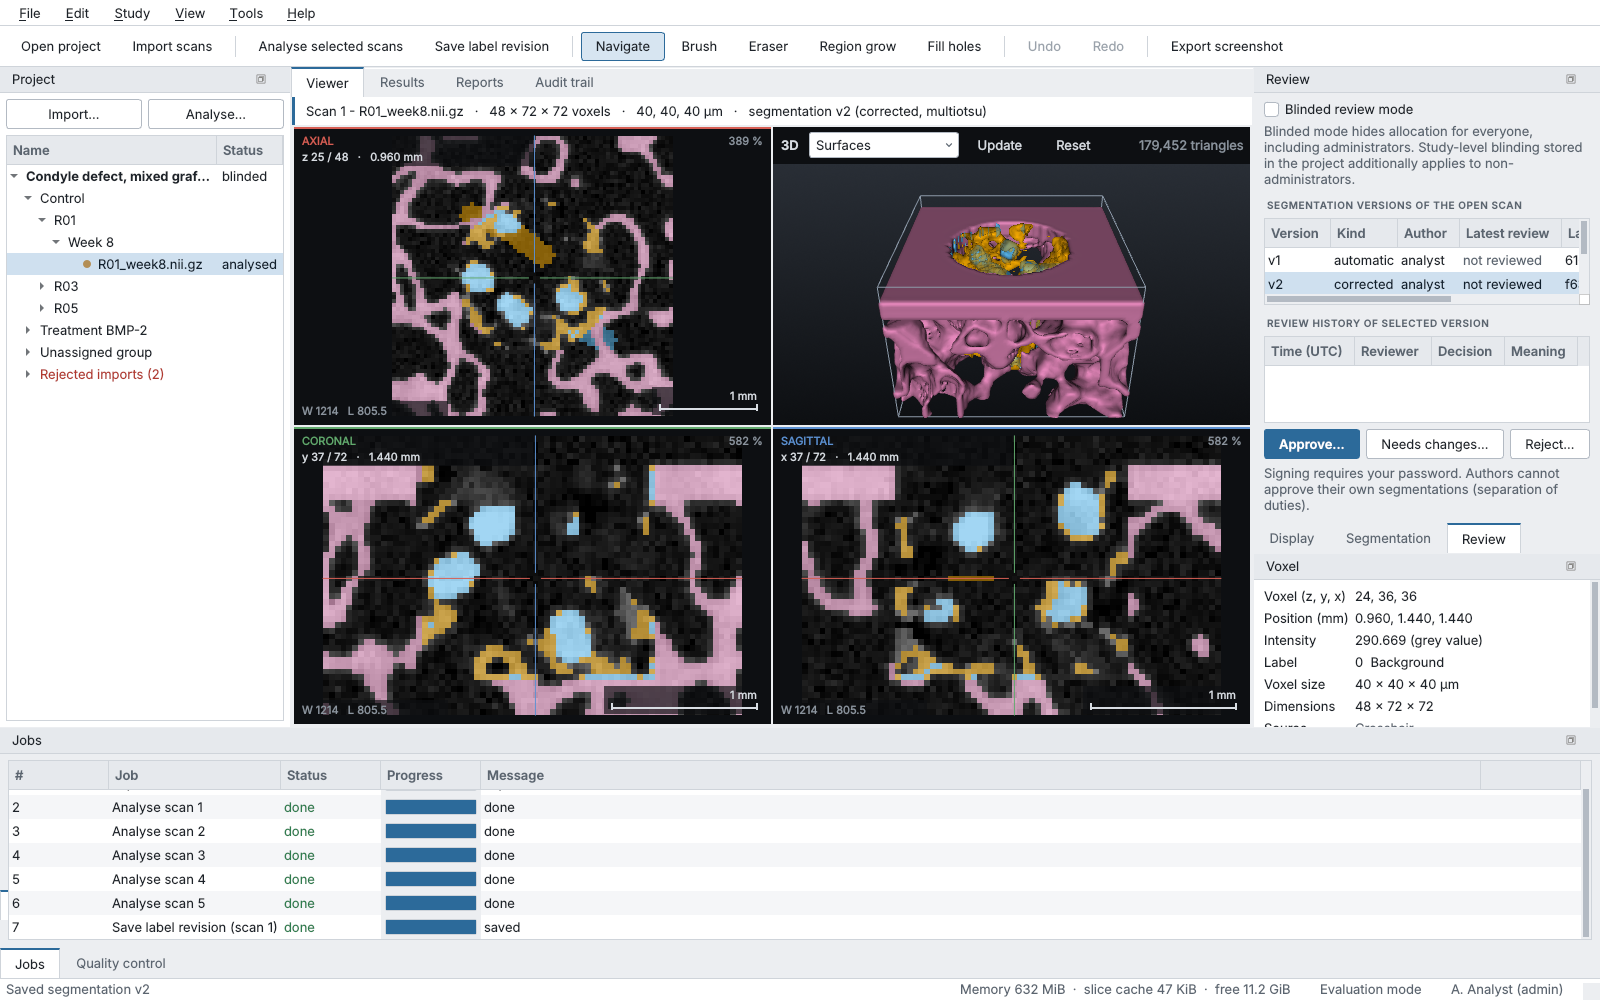 File Edit Study View Tools Help
Open project Import scans Analyse selected scans Save label revision Navigate Brush Eraser Region grow Fill holes Undo Redo Export screenshot
Project
Import... Analyse...
Name Status
Condyle defect, mixed graf... blinded
Control
R01
Week 8
R01_week8.nii.gz analysed
R03
R05
Treatment BMP-2
Unassigned group
Rejected imports (2)
Viewer Results Reports Audit trail
Scan 1 - R01_week8.nii.gz · 48 × 72 × 72 voxels · 40, 40, 40 µm · segmentation v2 (corrected, multiotsu)
AXIAL 389 %
z 25 / 48 · 0.960 mm
1 mm
W 1214 L 805.5
3D Surfaces Update Reset 179,452 triangles
CORONAL 582 %
y 37 / 72 · 1.440 mm
1 mm
W 1214 L 805.5
SAGITTAL 582 %
x 37 / 72 · 1.440 mm
1 mm
W 1214 L 805.5
Review
Blinded review mode
Blinded mode hides allocation for everyone,
including administrators. Study-level blinding stored
in the project additionally applies to non-
administrators.
SEGMENTATION VERSIONS OF THE OPEN SCAN
Version Kind Author Latest review La
v1 automatic analyst not reviewed 61
v2 corrected analyst not reviewed f6
REVIEW HISTORY OF SELECTED VERSION
Time (UTC) Reviewer Decision Meaning
Approve... Needs changes... Reject...
Signing requires your password. Authors cannot
approve their own segmentations (separation of
duties).
Display Segmentation Review
Voxel
Voxel (z, y, x) 24, 36, 36
Position (mm) 0.960, 1.440, 1.440
Intensity 290.669 (grey value)
Label 0 Background
Voxel size 40 × 40 × 40 µm
Dimensions 48 × 72 × 72
Jobs
# Job Status Progress Message
2 Analyse scan 1 done done
3 Analyse scan 2 done done
4 Analyse scan 3 done done
5 Analyse scan 4 done done
6 Analyse scan 5 done done
7 Save label revision (scan 1) done saved
Jobs Quality control
Saved segmentation v2 Memory 632 MiB · slice cache 47 KiB · free 11.2 GiB Evaluation mode A. Analyst (admin)